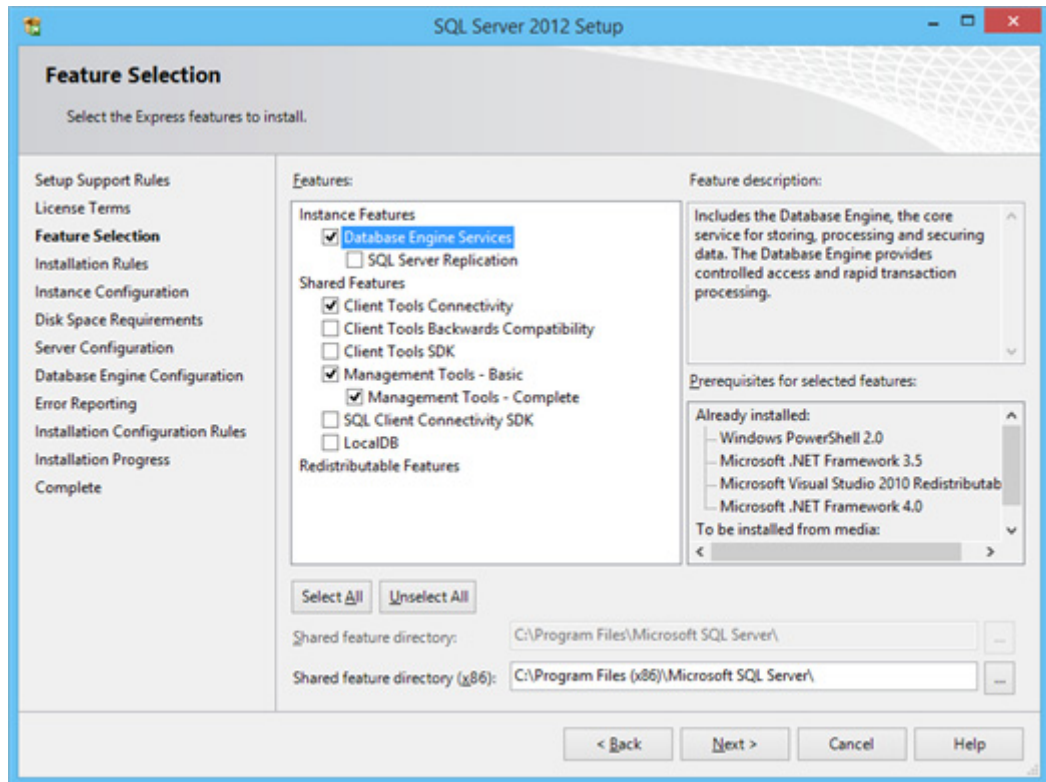 SQL Server 2012 Setup
Feature Selection
Select the Express features to install.
Setup Support Rules
License Terms
Feature Selection
Installation Rules
Instance Configuration
Disk Space Requirements
Server Configuration
Database Engine Configuration
Error Reporting
Installation Configuration Rules
Installation Progress
Complete
Features:
Instance Features
Database Engine Services
SQL Server Replication
Shared Features
Client Tools Connectivity
Client Tools Backwards Compatibility
Client Tools SDK
Management Tools - Basic
Management Tools - Complete
SQL Client Connectivity SDK
LocalDB
Redistributable Features
Feature description:
Includes the Database Engine, the core
service for storing, processing and securing
data. The Database Engine provides
controlled access and rapid transaction
processing.
Prerequisites for selected features:
Already installed:
Windows PowerShell 2.0
Microsoft .NET Framework 3.5
Microsoft Visual Studio 2010 Redistributab
Microsoft .NET Framework 4.0
To be installed from media:
Select All
Unselect All
Shared feature directory:
C:\Program Files\Microsoft SQL Server\
...
Shared feature directory (x86):
C:\Program Files (x86)\Microsoft SQL Server\
...
< Back
Next >
Cancel
Help